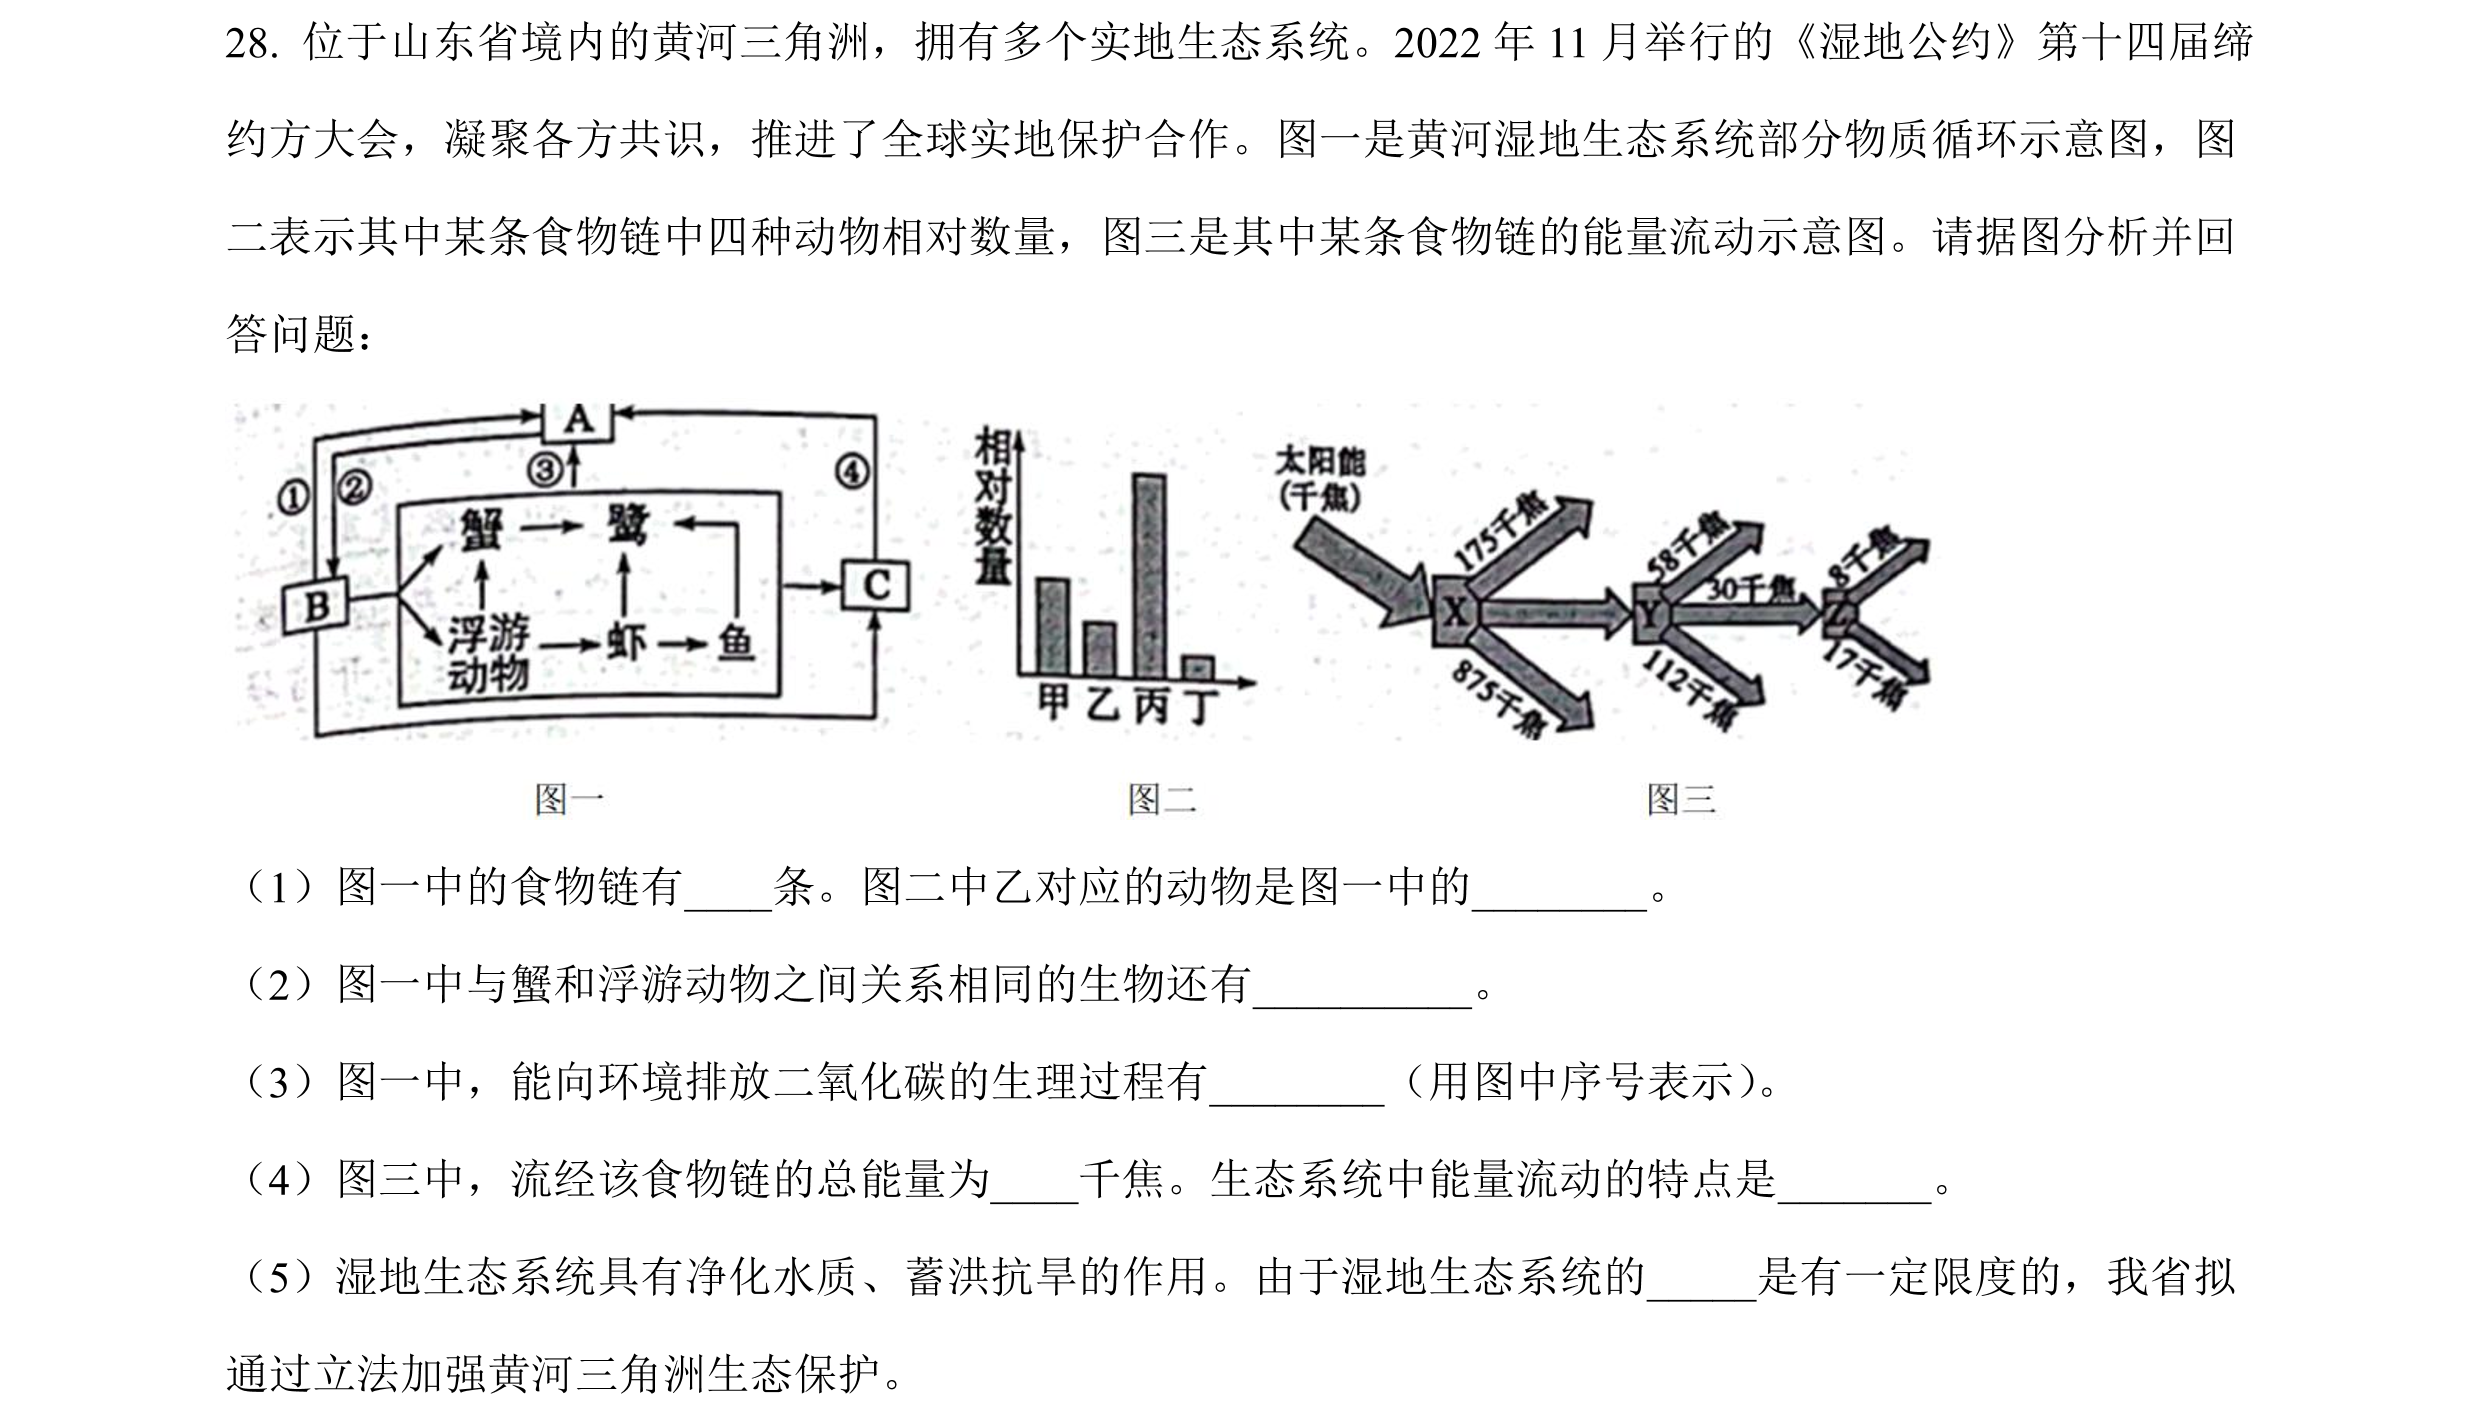 28. 位于山东省境内的黄河三角洲，拥有多个实地生态系统。2022 年 11 月举行的《湿地公约》第十四届缔
约方大会，凝聚各方共识，推进了全球实地保护合作。图一是黄河湿地生态系统部分物质循环示意图，图
二表示其中某条食物链中四种动物相对数量，图三是其中某条食物链的能量流动示意图。请据图分析并回
答问题：
A
① ② ③ ④
蟹 鹭
B
C
浮游
动物
虾 鱼
相对数量
甲 乙 丙 丁
太阳能
(千焦)
175千焦
X
875千焦
58千焦
30千焦
Y
112千焦
8千焦
Z
17千焦
图一 图二 图三
（1）图一中的食物链有____条。图二中乙对应的动物是图一中的________。
（2）图一中与蟹和浮游动物之间关系相同的生物还有__________。
（3）图一中，能向环境排放二氧化碳的生理过程有________（用图中序号表示）。
（4）图三中，流经该食物链的总能量为____千焦。生态系统中能量流动的特点是_______。
（5）湿地生态系统具有净化水质、蓄洪抗旱的作用。由于湿地生态系统的_____是有一定限度的，我省拟
通过立法加强黄河三角洲生态保护。